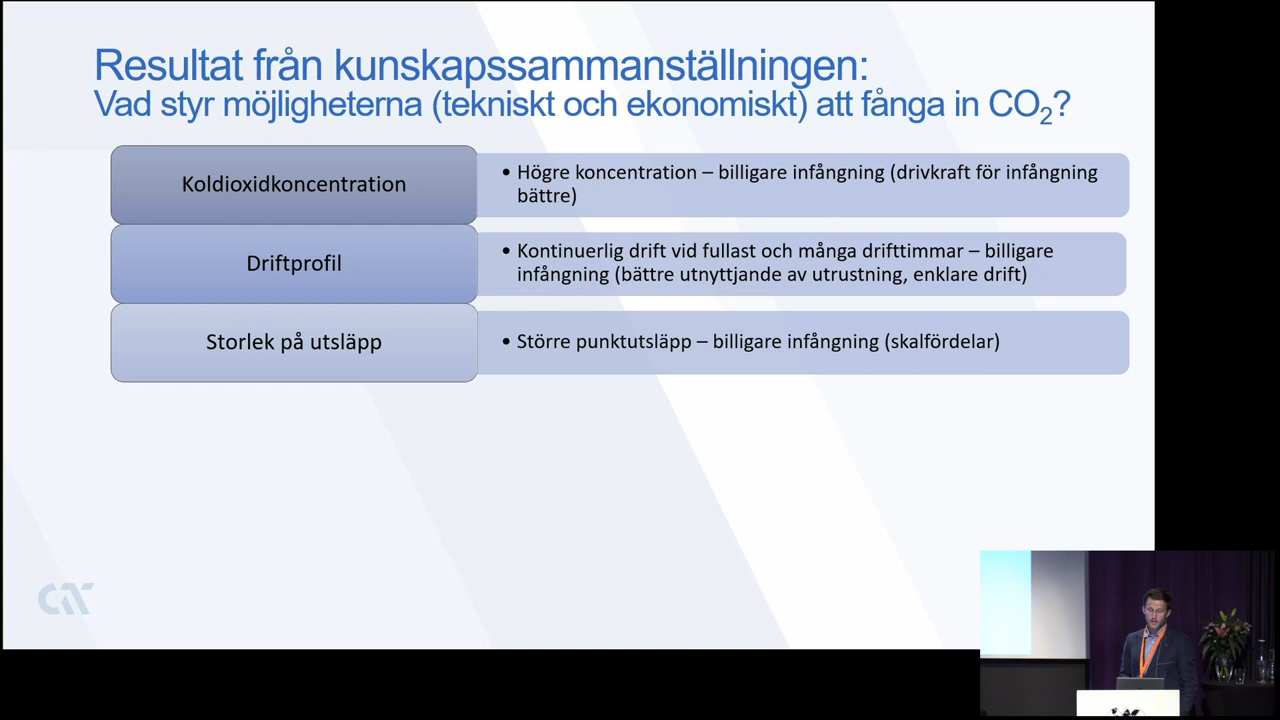 Resultat från kunskapssammanställningen:
Vad styr möjligheterna (tekniskt och ekonomiskt) att fånga in CO₂?
Koldioxidkoncentration
• Högre koncentration – billigare infångning (drivkraft för infångning
bättre)
Driftprofil
• Kontinuerlig drift vid fullast och många drifttimmar – billigare
infångning (bättre utnyttjande av utrustning, enklare drift)
Storlek på utsläpp
• Större punktutsläpp – billigare infångning (skalfördelar)